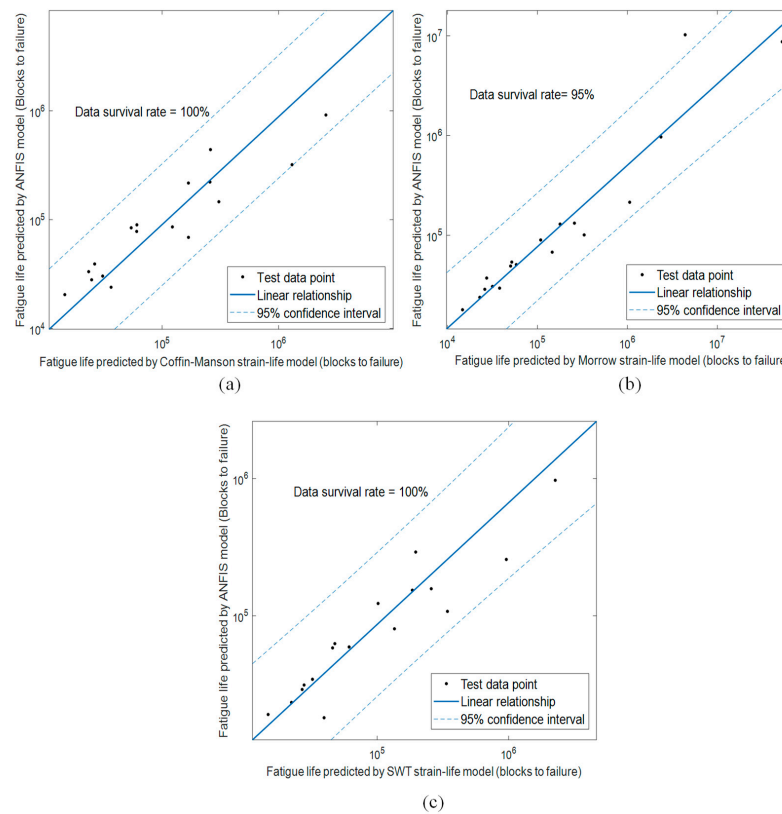 Fatigue life predicted by ANFIS model (Blocks to failure)
10^6
10^5
10^4
Data survival rate = 100%
Test data point
Linear relationship
95% confidence interval
10^5
10^6
Fatigue life predicted by Coffin-Manson strain-life model (blocks to failure)
(a)
Fatigue life predicted by ANFIS model (Blocks to failure)
10^7
10^6
10^5
Data survival rate= 95%
Test data point
Linear relationship
95% confidence interval
10^4
10^5
10^6
10^7
Fatigue life predicted by Morrow strain-life model (blocks to failure)
(b)
Fatigue life predicted by ANFIS model (Blocks to failure)
10^6
10^5
Data survival rate = 100%
Test data point
Linear relationship
95% confidence interval
10^5
10^6
Fatigue life predicted by SWT strain-life model (blocks to failure)
(c)